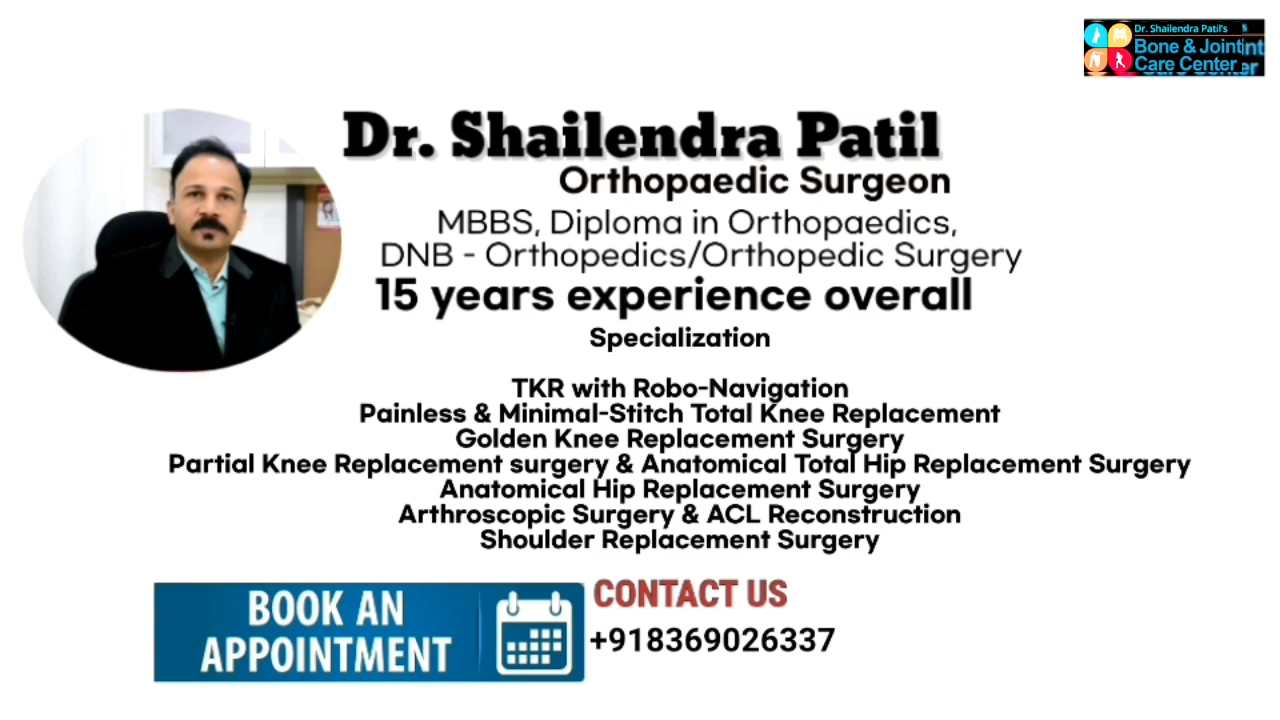 Dr. Shailendra Patil's
Bone & Joint
Care Center
Dr. Shailendra Patil
Orthopaedic Surgeon
MBBS, Diploma in Orthopaedics,
DNB - Orthopedics/Orthopedic Surgery
15 years experience overall
Specialization
TKR with Robo-Navigation
Painless & Minimal-Stitch Total Knee Replacement
Golden Knee Replacement Surgery
Partial Knee Replacement surgery & Anatomical Total Hip Replacement Surgery
Anatomical Hip Replacement Surgery
Arthroscopic Surgery & ACL Reconstruction
Shoulder Replacement Surgery
BOOK AN
APPOINTMENT
CONTACT US
+918369026337